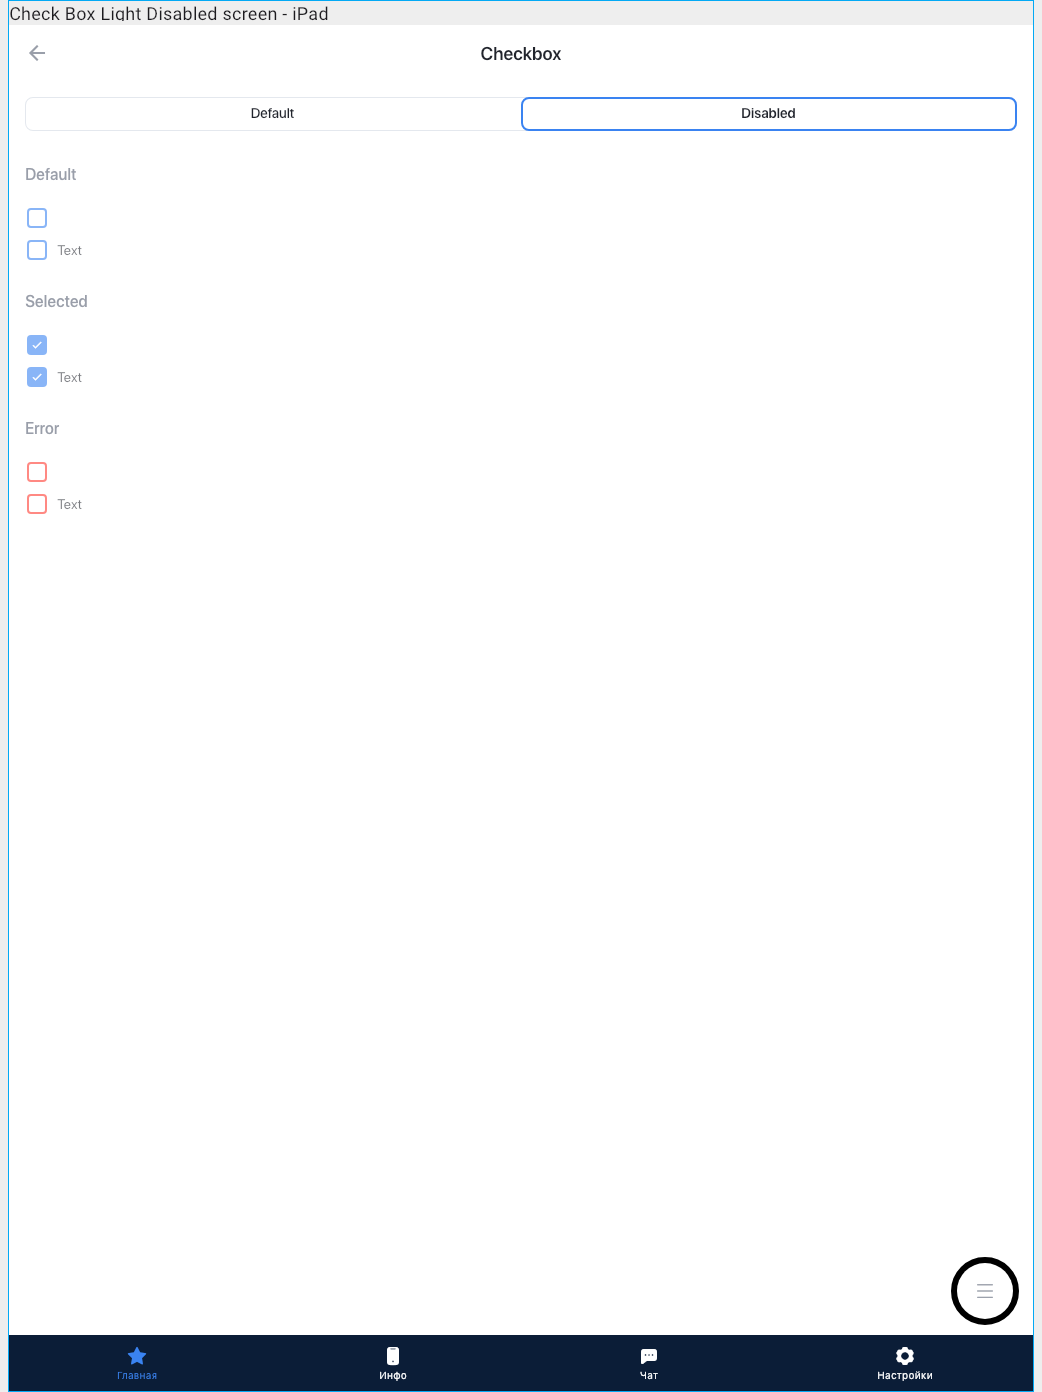 Check Box Light Disabled screen - iPad
Checkbox
Default Disabled
Default
Text
Selected
Text
Error
Text
Главная Инфо Чат Настройки